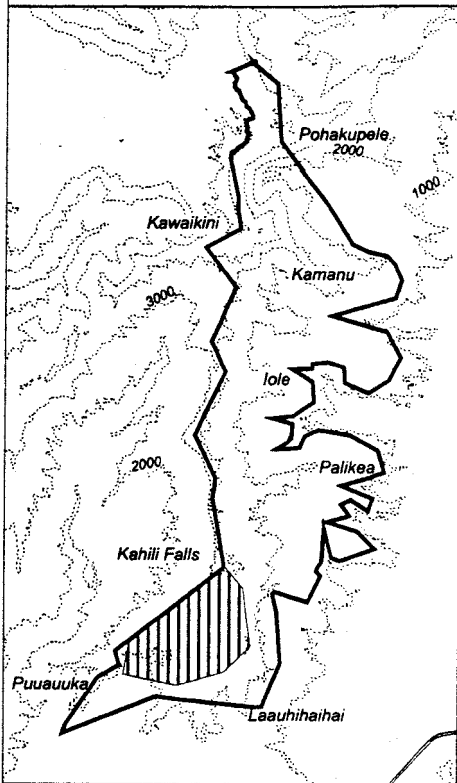 Pohakupele
2000
1000
Kawaikini
Kamanu
3000
Iole
2000
Palikea
Kahili Falls
Puuauuka
Laauhihaihai